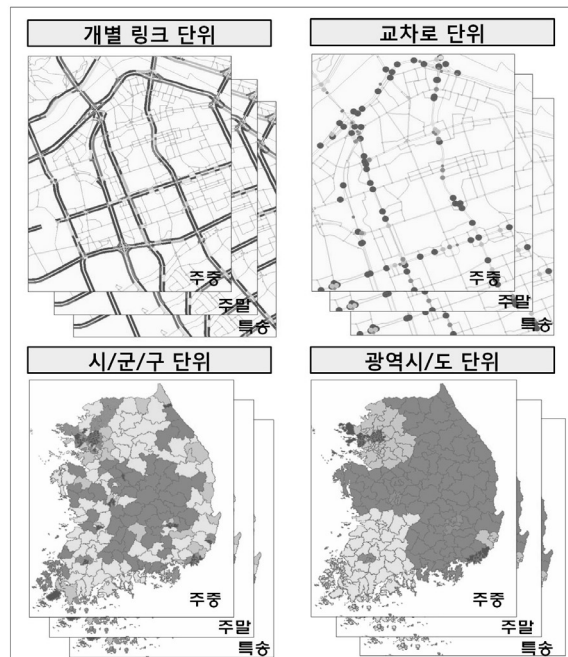 개별 링크 단위
교차로 단위
주중
주말
특송
주중
주말
특송
시/군/구 단위
광역시/도 단위
주중
주말
특송
주중
주말
특송